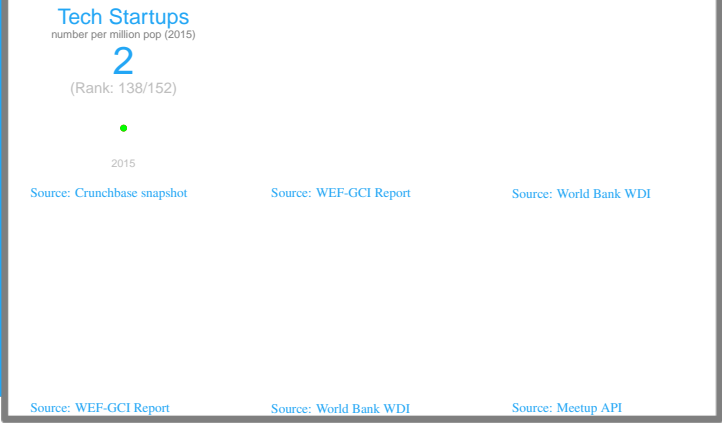 Tech Startups
number per million pop (2015)
2
(Rank: 138/152)
2015
Source: Crunchbase snapshot
Source: WEF-GCI Report
Source: World Bank WDI
Source: WEF-GCI Report
Source: World Bank WDI
Source: Meetup API